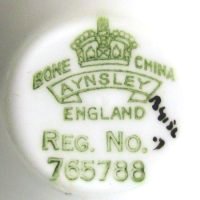 BONE CHINA
AYNSLEY
ENGLAND
REG. NO.
765788